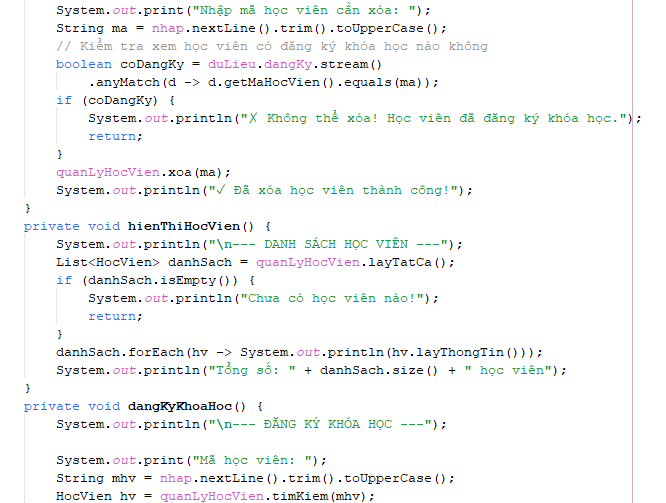 System.out.print("Nhập mã học viên cần xóa: ");
String ma = nhap.nextLine().trim().toUpperCase();
// Kiểm tra xem học viên có đăng ký khóa học nào không
boolean coDangKy = duLieu.dangKy.stream()
.anyMatch(d -> d.getMaHocVien().equals(ma));
if (coDangKy) {
System.out.println("✗ Không thể xóa! Học viên đã đăng ký khóa học.");
return;
}
quanLyHocVien.xoa(ma);
System.out.println("✓ Đã xóa học viên thành công!");
}
private void hienThiHocVien() {
System.out.println("\n--- DANH SÁCH HỌC VIÊN ---");
List<HocVien> danhSach = quanLyHocVien.layTatCa();
if (danhSach.isEmpty()) {
System.out.println("Chưa có học viên nào!");
return;
}
danhSach.forEach(hv -> System.out.println(hv.layThongTin()));
System.out.println("Tổng số: " + danhSach.size() + " học viên");
}
private void dangKyKhoaHoc() {
System.out.println("\n--- ĐĂNG KÝ KHÓA HỌC ---");
System.out.print("Mã học viên: ");
String mhv = nhap.nextLine().trim().toUpperCase();
HocVien hv = quanLyHocVien.timKiem(mhv);